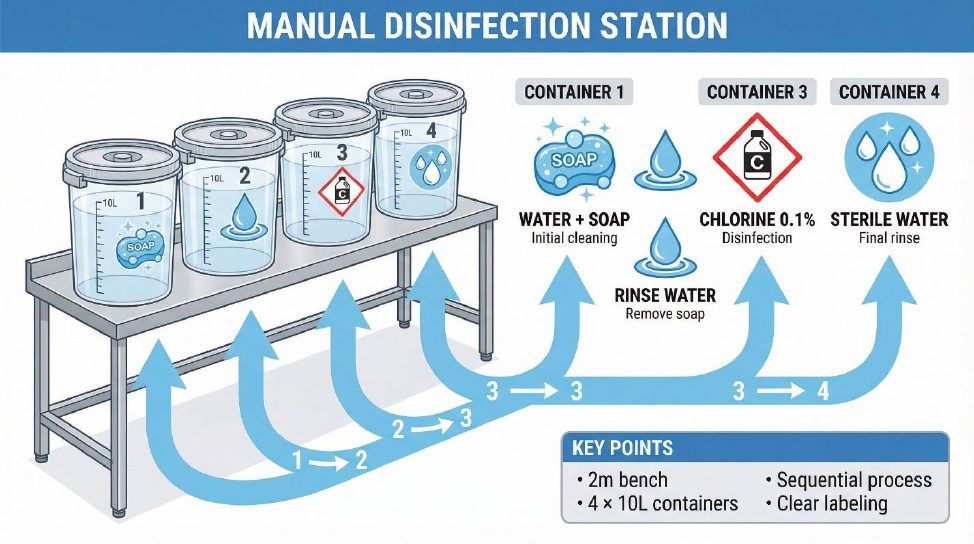 MANUAL DISINFECTION STATION
10L
1
SOAP
10L
2
10L
3
C
10L
4
CONTAINER 1
SOAP
WATER + SOAP
Initial cleaning
RINSE WATER
Remove soap
CONTAINER 3
C
CHLORINE 0.1%
Disinfection
CONTAINER 4
STERILE WATER
Final rinse
1 → 2
2 → 3
3 → 3
3 → 4
KEY POINTS
• 2m bench
• 4 × 10L containers
• Sequential process
• Clear labeling